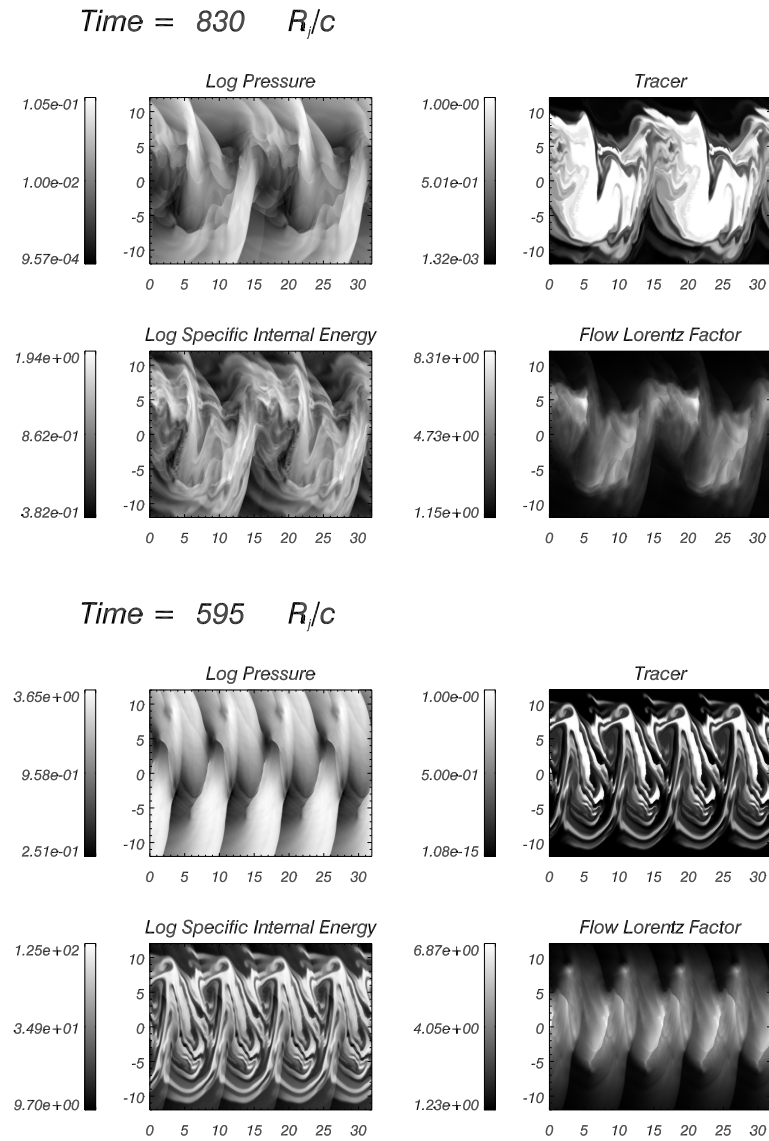 Time = 830 Rj/c
Log Pressure
1.05e-01
1.00e-02
9.57e-04
10
5
0
-5
-10
0 5 10 15 20 25 30
Tracer
1.00e-00
5.01e-01
1.32e-03
10
5
0
-5
-10
0 5 10 15 20 25 30
Log Specific Internal Energy
1.94e+00
8.62e-01
3.82e-01
10
5
0
-5
-10
0 5 10 15 20 25 30
Flow Lorentz Factor
8.31e+00
4.73e+00
1.15e+00
10
5
0
-5
-10
0 5 10 15 20 25 30
Time = 595 Rj/c
Log Pressure
3.65e+00
9.58e-01
2.51e-01
10
5
0
-5
-10
0 5 10 15 20 25 30
Tracer
1.00e-00
5.00e-01
1.08e-15
10
5
0
-5
-10
0 5 10 15 20 25 30
Log Specific Internal Energy
1.25e+02
3.49e+01
9.70e+00
10
5
0
-5
-10
0 5 10 15 20 25 30
Flow Lorentz Factor
6.87e+00
4.05e+00
1.23e+00
10
5
0
-5
-10
0 5 10 15 20 25 30